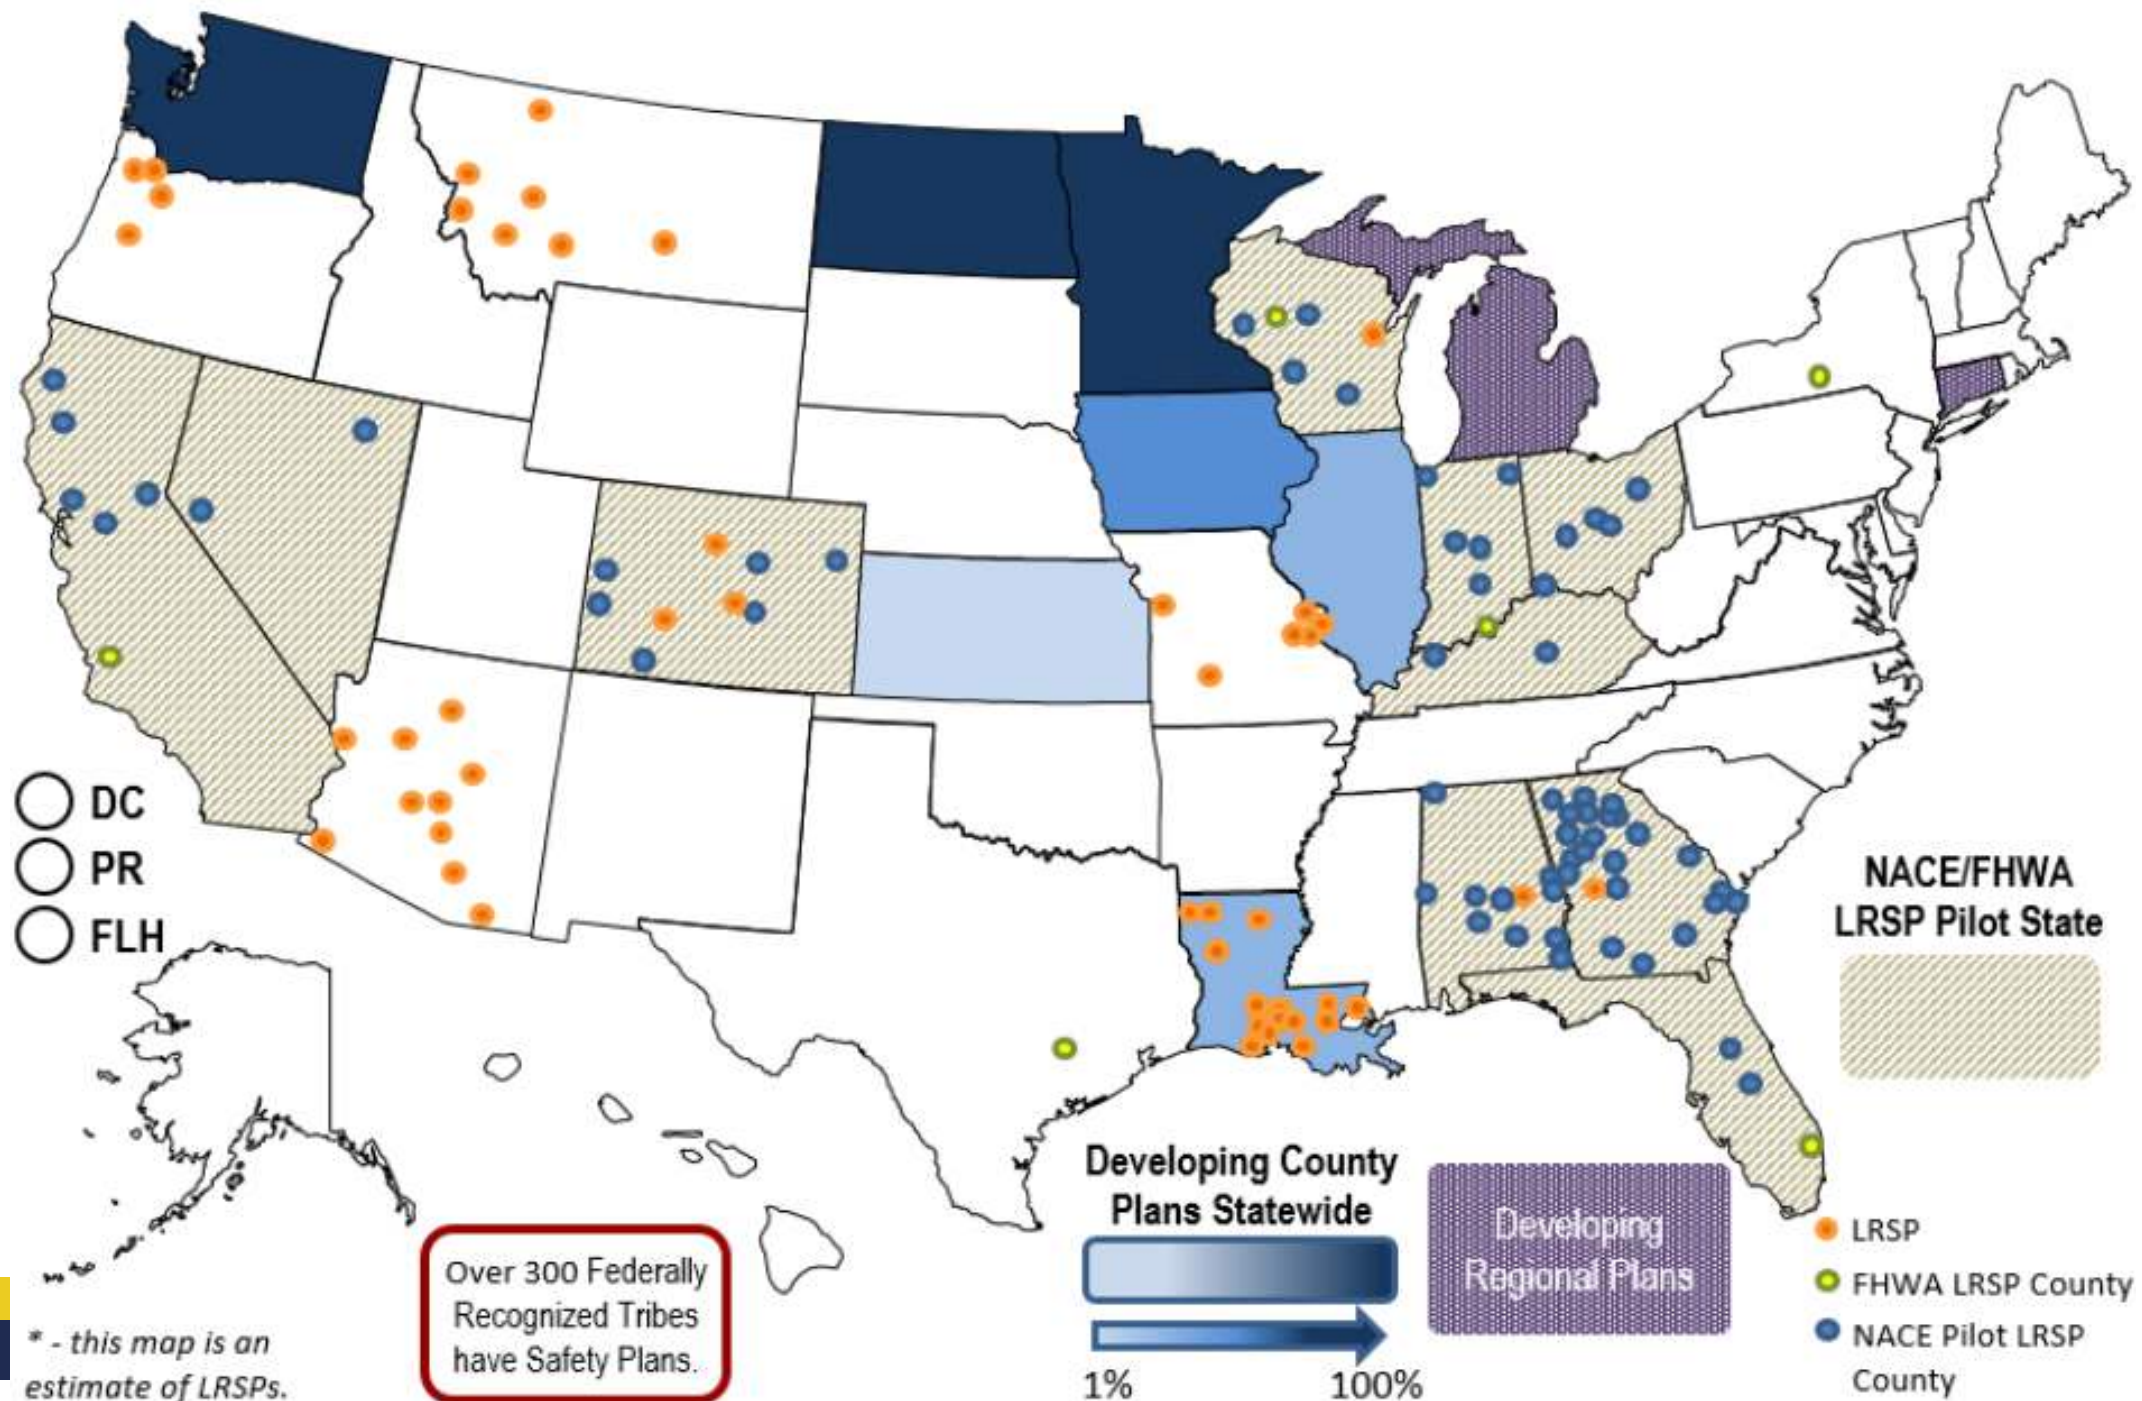 DC
PR
FLH
NACE/FHWA
LRSP Pilot State
Developing County
Plans Statewide
1% 100%
Developing
Regional Plans
LRSP
FHWA LRSP County
NACE Pilot LRSP
County
Over 300 Federally
Recognized Tribes
have Safety Plans.
* - this map is an
estimate of LRSPs.